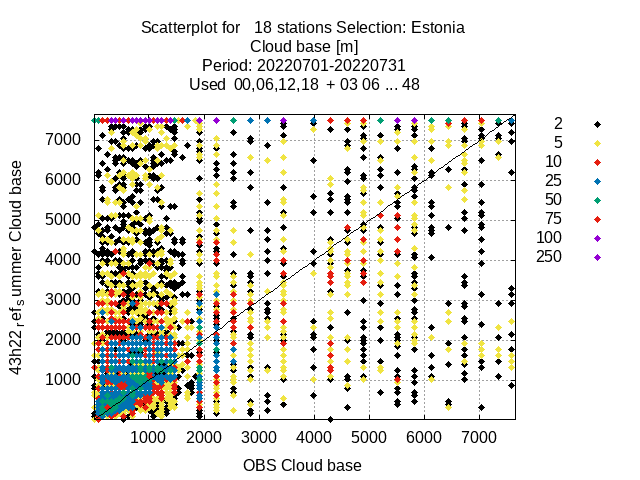 Scatterplot for 18 stations Selection: Estonia
Cloud base [m]
Period: 20220701-20220731
Used 00,06,12,18 + 03 06 ... 48
43h22_ref_summer Cloud base
7000
6000
5000
4000
3000
2000
1000
1000 2000 3000 4000 5000 6000 7000
OBS Cloud base
2
5
10
25
50
75
100
250